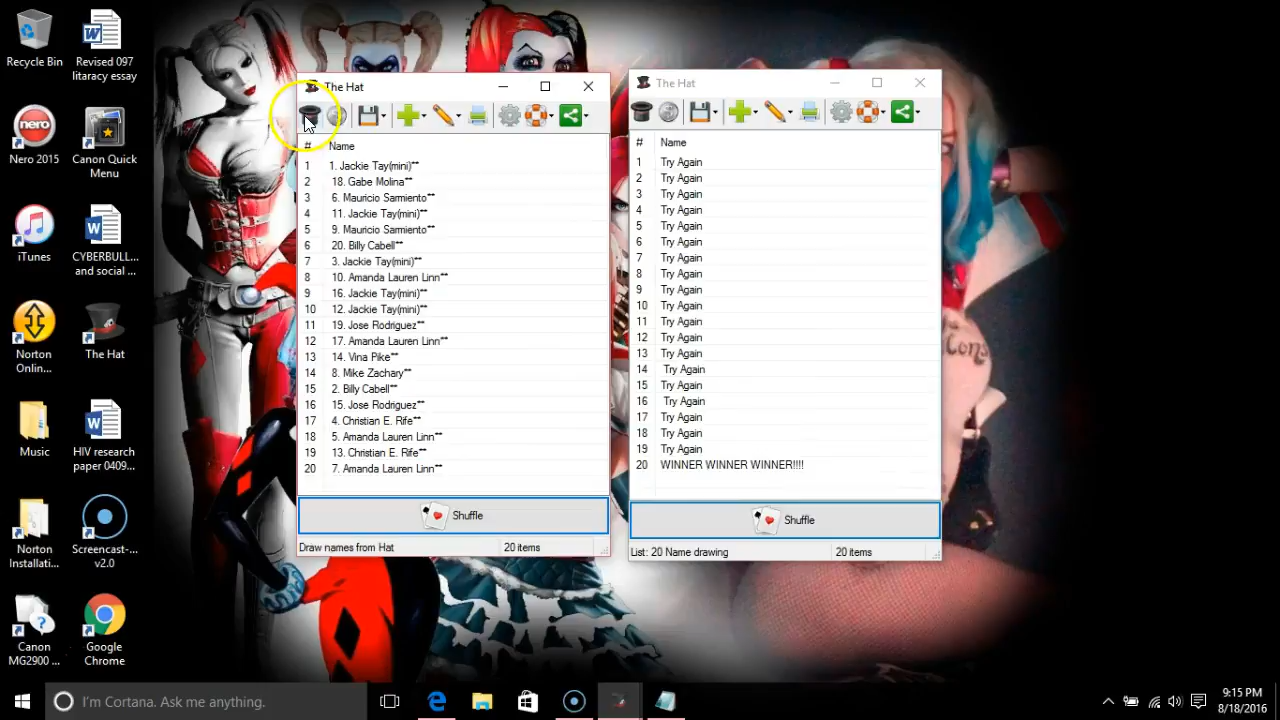 Recycle Bin
Revised 097
litaracy essay
Nero 2015
Canon Quick
Menu
iTunes
CYBERBULL...
and social ...
Norton
Online...
The Hat
Music
HIV research
paper 0409...
Norton
Installati...
Screencast-...
v2.0
Canon
MG2900 ...
Google
Chrome
The Hat
# Name
1 1. Jackie Tay(mini)**
2 18. Gabe Molina**
3 6. Mauricio Sarmiento**
4 11. Jackie Tay(mini)**
5 9. Mauricio Sarmiento**
6 20. Billy Cabell**
7 3. Jackie Tay(mini)**
8 10. Amanda Lauren Linn**
9 16. Jackie Tay(mini)**
10 12. Jackie Tay(mini)**
11 19. Jose Rodriguez**
12 17. Amanda Lauren Linn**
13 14. Vina Pike**
14 8. Mike Zachary**
15 2. Billy Cabell**
16 15. Jose Rodriguez**
17 4. Christian E. Rife**
18 5. Amanda Lauren Linn**
19 13. Christian E. Rife**
20 7. Amanda Lauren Linn**
Shuffle
Draw names from Hat 20 items
The Hat
# Name
1 Try Again
2 Try Again
3 Try Again
4 Try Again
5 Try Again
6 Try Again
7 Try Again
8 Try Again
9 Try Again
10 Try Again
11 Try Again
12 Try Again
13 Try Again
14 Try Again
15 Try Again
16 Try Again
17 Try Again
18 Try Again
19 Try Again
20 WINNER WINNER WINNER!!!!
Shuffle
List: 20 Name drawing 20 items
I'm Cortana. Ask me anything.
9:15 PM
8/18/2016